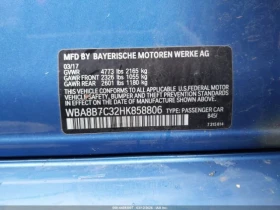 MFD BY BAYERISCHE MOTOREN WERKE AG
03/17
GVWR 4773 lbs 2165 kg
GAWR FRONT 2326 lbs 1055 kg
GAWR REAR 2601 lbs 1180 kg
THIS VEHICLE CONFORMS TO ALL APPLICABLE U.S. FEDERAL MOTOR
VEHICLE SAFETY, BUMPER AND THEFT PREVENTION STANDARDS
IN EFFECT ON THE DATE OF MANUFACTURE SHOWN ABOVE.
WBA8B7C32HK858806 TYPE: PASSENGER CAR